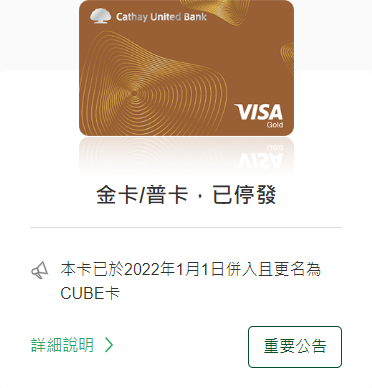 Cathay United Bank
VISA
Gold
金卡/普卡，已停發
本卡已於2022年1月1日併入且更名為
CUBE卡
詳細說明
重要公告